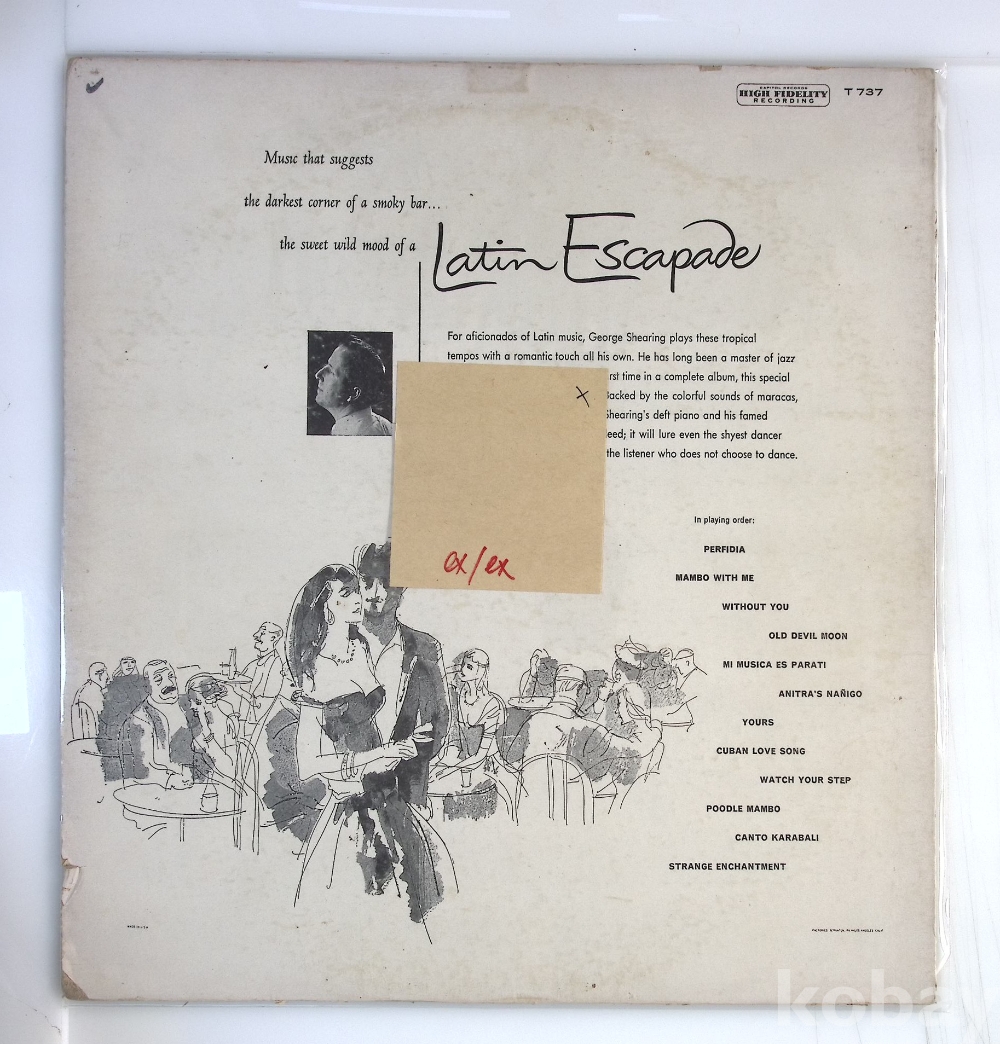 CAPITOL RECORDS
HIGH FIDELITY
RECORDING
T 737
Music that suggests
the darkest corner of a smoky bar...
the sweet wild mood of a
Latin Escapade
For aficionados of Latin music, George Shearing plays these tropical
tempos with a romantic touch all his own. He has long been a master of jazz
time in a complete album, this special
Backed by the colorful sounds of maracas,
Shearing's deft piano and his famed
it will lure even the shyest dancer
the listener who does not choose to dance.
x
ex/ex
In playing order:
PERFIDIA
MAMBO WITH ME
WITHOUT YOU
OLD DEVIL MOON
MI MUSICA ES PARATI
ANITRA'S NAÑIGO
YOURS
CUBAN LOVE SONG
WATCH YOUR STEP
POODLE MAMBO
CANTO KARABALI
STRANGE ENCHANTMENT
MADE IN U.S.A.
koba